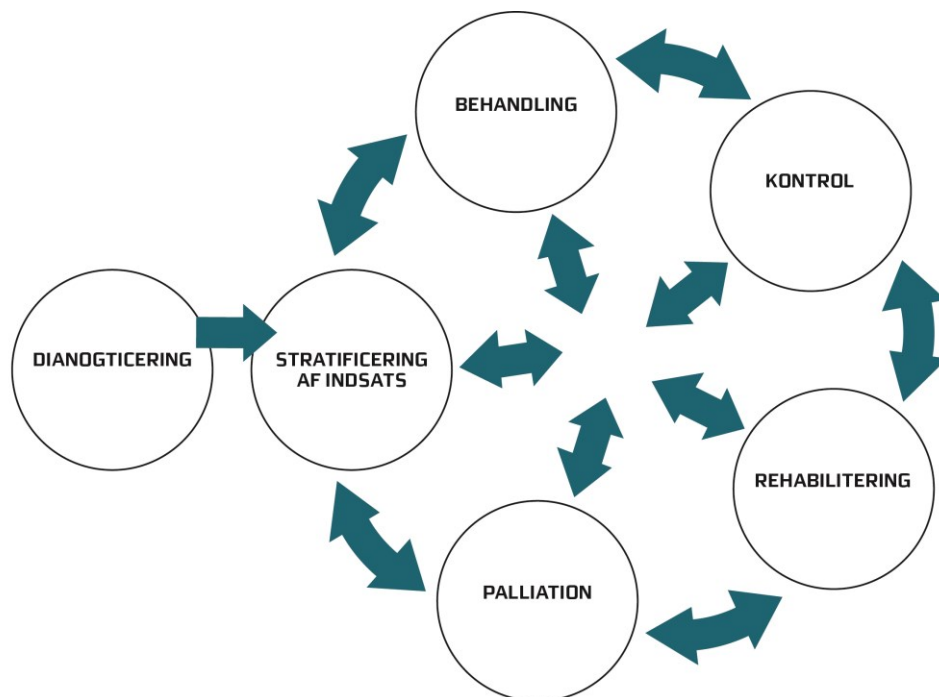 BEHANDLING
KONTROL
DIANOGTICERING
STRATIFICERING
AF INDSATS
REHABILITERING
PALLIATION